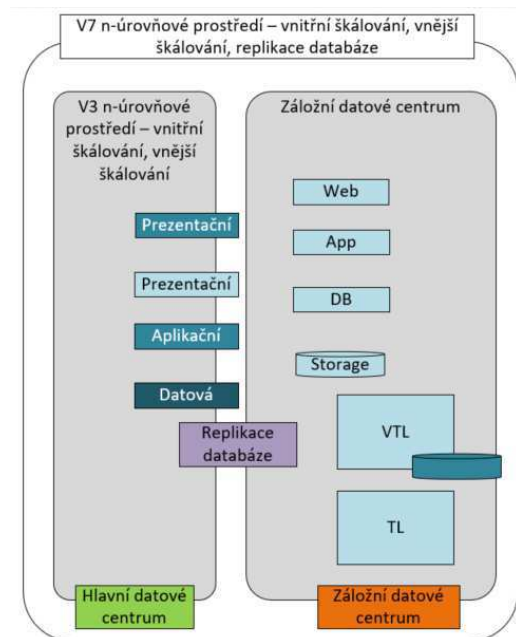 V7 n-úrovňové prostředí – vnitřní škálování, vnější
škálování, replikace databáze
V3 n-úrovňové
prostředí – vnitřní
škálování, vnější
škálování
Prezentační
Prezentační
Aplikační
Datová
Replikace
databáze
Hlavní datové
centrum
Záložní datové centrum
Web
App
DB
Storage
VTL
TL
Záložní datové
centrum